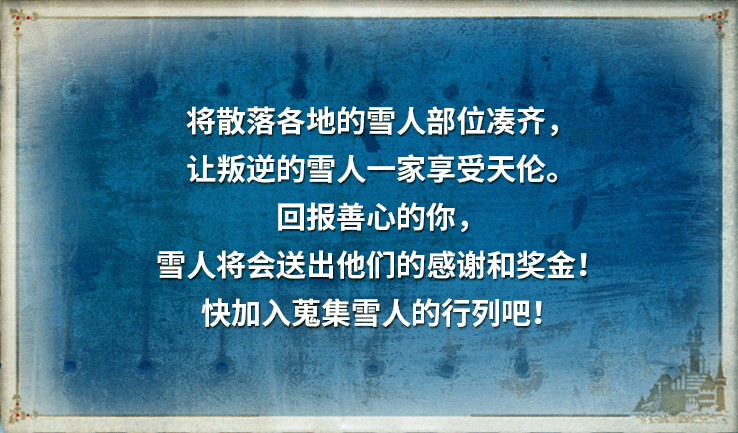 将散落各地的雪人部位凑齐，
让叛逆的雪人一家享受天伦。
回报善心的你，
雪人将会送出他们的感谢和奖金！
快加入蒐集雪人的行列吧！